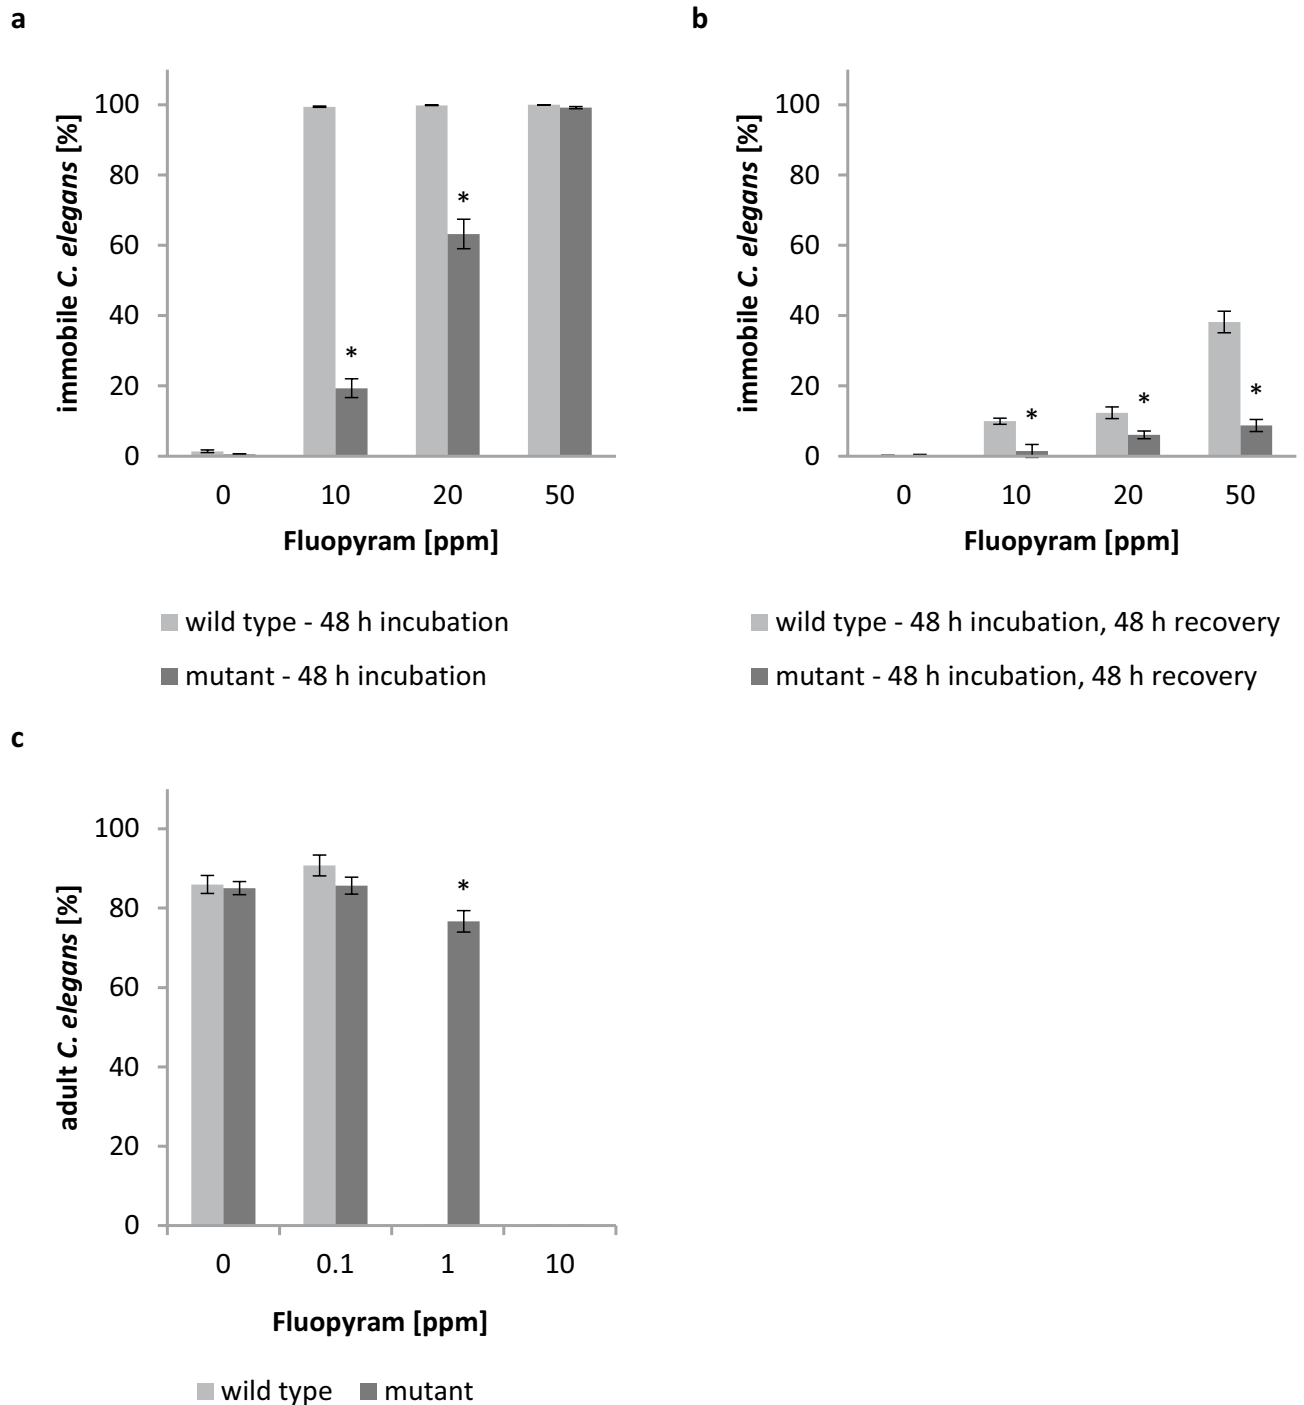 a
immobile C. elegans [%]
100
80
60
40
20
0
*
*
0 10 20 50
Fluopyram [ppm]
wild type - 48 h incubation
mutant - 48 h incubation
b
immobile C. elegans [%]
100
80
60
40
20
0
*
*
*
0 10 20 50
Fluopyram [ppm]
wild type - 48 h incubation, 48 h recovery
mutant - 48 h incubation, 48 h recovery
c
adult C. elegans [%]
100
80
60
40
20
0
*
0 0.1 1 10
Fluopyram [ppm]
wild type mutant